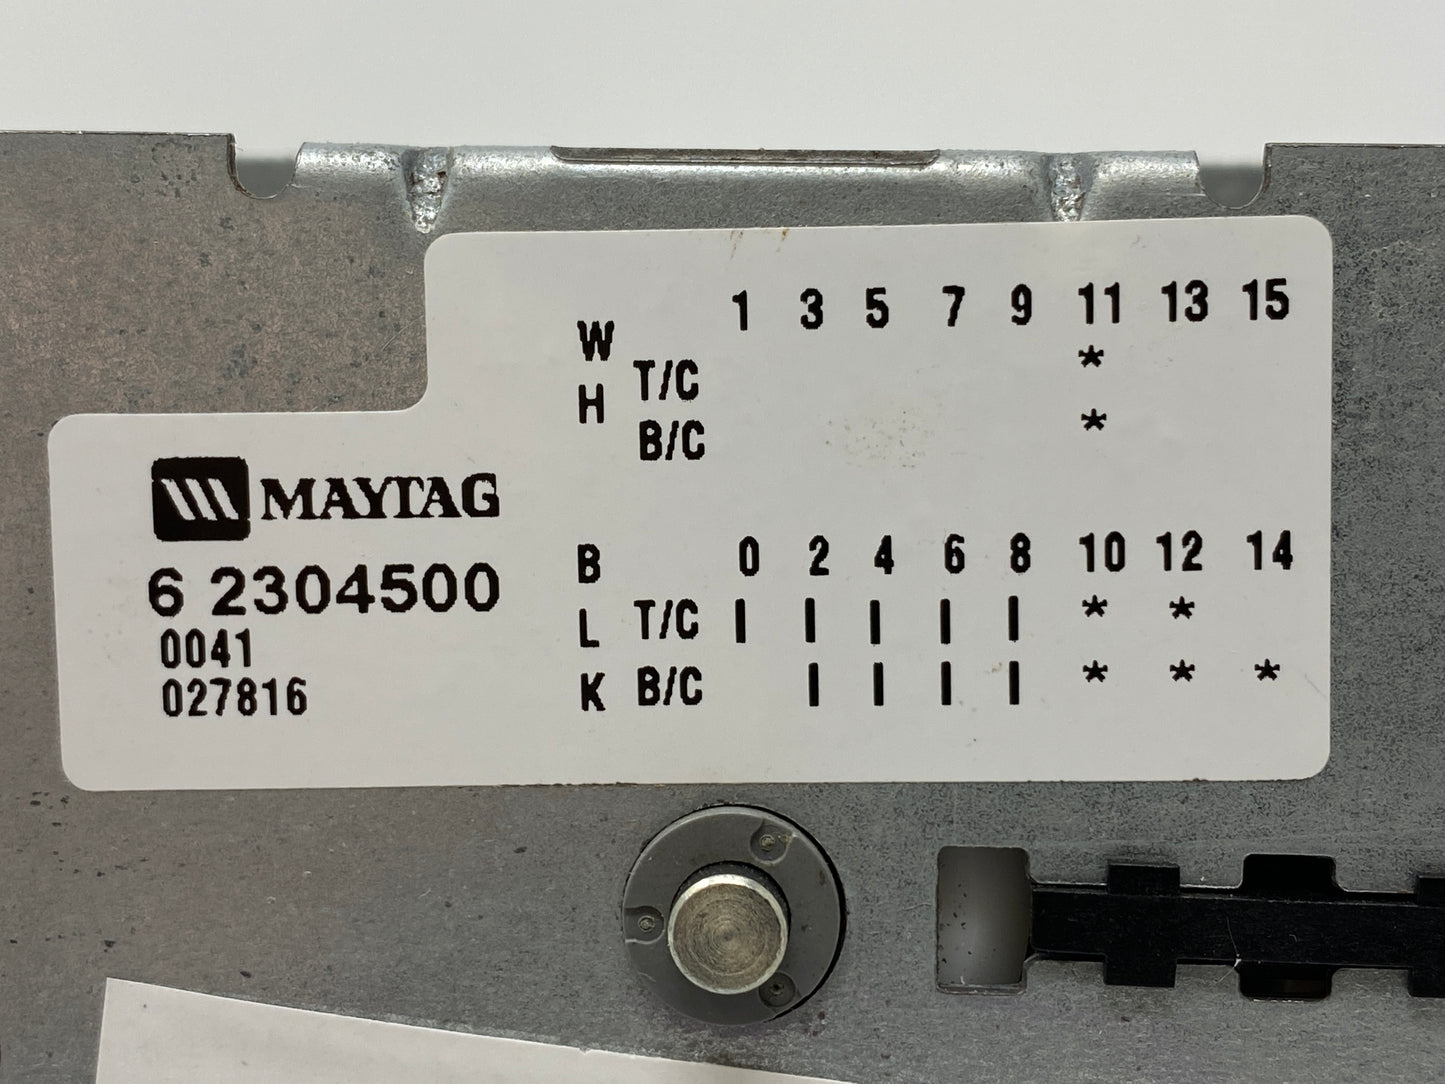 MAYTAG
6 2304500
0041
027816
1 3 5 7 9 11 13 15
W
T/C *
H
B/C *
B 0 2 4 6 8 10 12 14
L T/C | | | | | * *
K B/C | | | | * * *